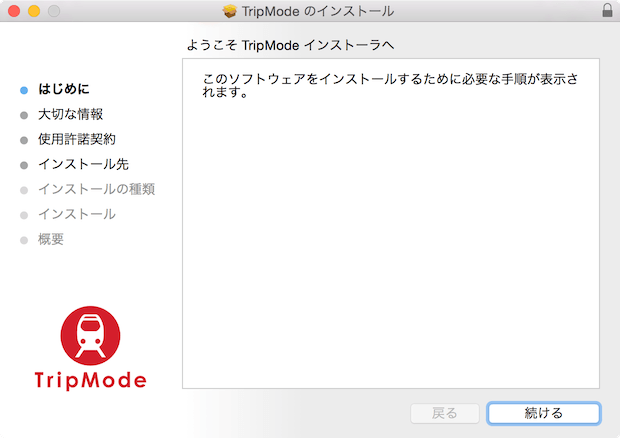 TripMode のインストール
ようこそ TripMode インストーラへ
はじめに
大切な情報
使用許諾契約
インストール先
インストールの種類
インストール
概要
このソフトウェアをインストールするために必要な手順が表示さ
れます。
TripMode
戻る
続ける